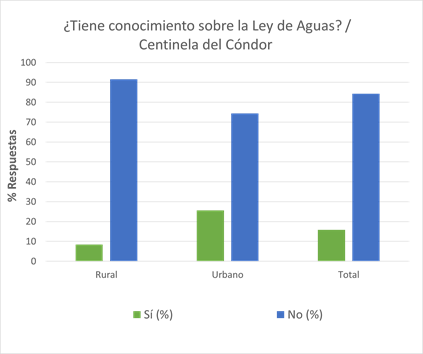 ¿Tiene conocimiento sobre la Ley de Aguas? /
Centinela del Cóndor
% Respuestas
100
90
80
70
60
50
40
30
20
10
0
Rural Urbano Total
Sí (%) No (%)